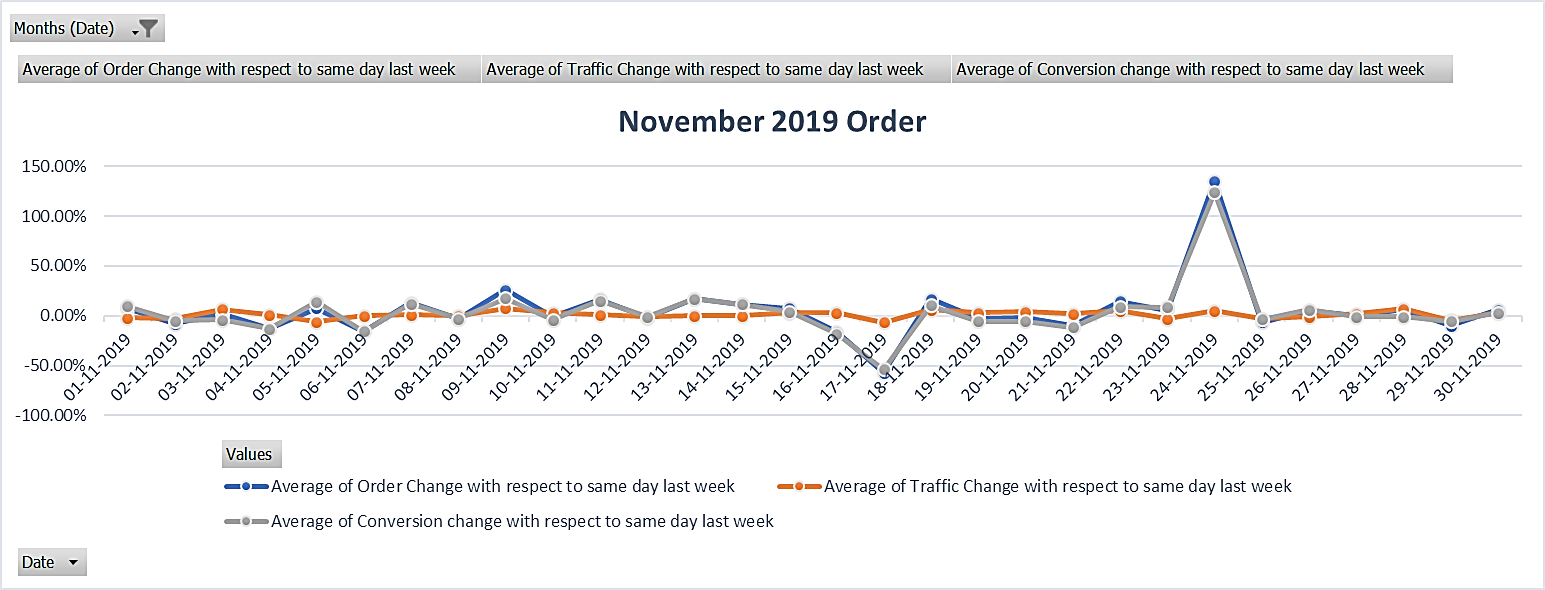 Months (Date)
Average of Order Change with respect to same day last week Average of Traffic Change with respect to same day last week Average of Conversion change with respect to same day last week
November 2019 Order
150.00%
100.00%
50.00%
0.00%
-50.00%
-100.00%
01-11-2019 02-11-2019 03-11-2019 04-11-2019 05-11-2019 06-11-2019 07-11-2019 08-11-2019 09-11-2019 10-11-2019 11-11-2019 12-11-2019 13-11-2019 14-11-2019 15-11-2019 16-11-2019 17-11-2019 18-11-2019 19-11-2019 20-11-2019 21-11-2019 22-11-2019 23-11-2019 24-11-2019 25-11-2019 26-11-2019 27-11-2019 28-11-2019 29-11-2019 30-11-2019
Values
Average of Order Change with respect to same day last week Average of Traffic Change with respect to same day last week
Average of Conversion change with respect to same day last week
Date